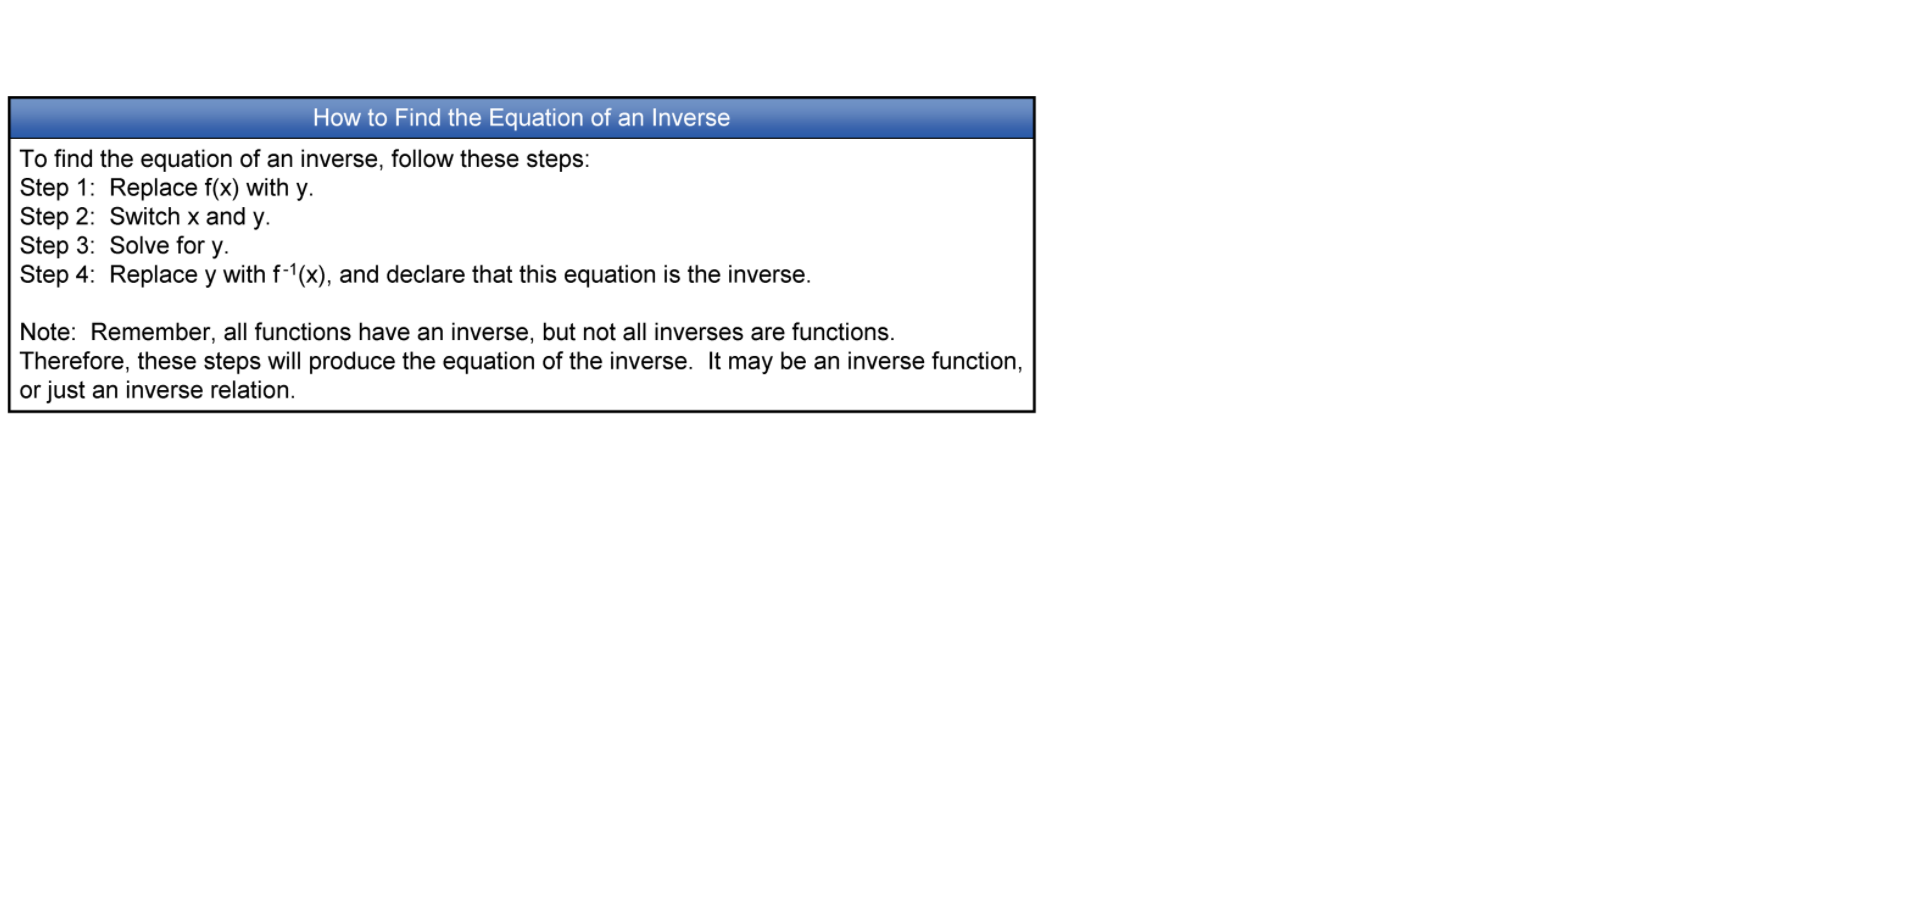 How to Find the Equation of an Inverse
To find the equation of an inverse, follow these steps:
Step 1:  Replace f(x) with y.
Step 2:  Switch x and y.
Step 3:  Solve for y.
Step 4:  Replace y with f⁻¹(x), and declare that this equation is the inverse.
Note:  Remember, all functions have an inverse, but not all inverses are functions.
Therefore, these steps will produce the equation of the inverse.  It may be an inverse function,
or just an inverse relation.